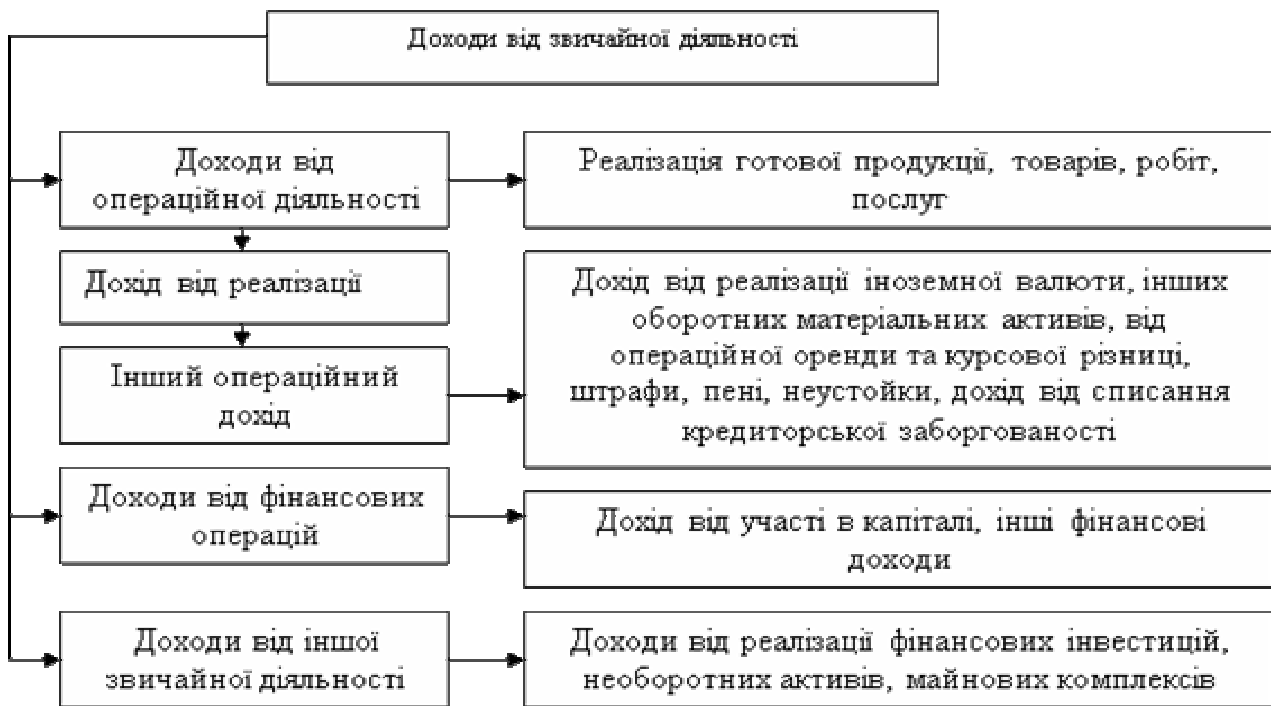 Доходи від звичайної діяльності
Доходи від
операційної діяльності
Реалізація готової продукції, товарів, робіт,
послуг
Дохід від реалізації
Інший операційний
дохід
Дохід від реалізації іноземної валюти, інших
оборотних матеріальних активів, від
операційної оренди та курсової різниці,
штрафи, пені, неустойки, дохід від списання
кредиторської заборгованості
Доходи від фінансових
операцій
Дохід від участі в капіталі, інші фінансові
доходи
Доходи від іншої
звичайної діяльності
Доходи від реалізації фінансових інвестицій,
необоротних активів, майнових комплексів